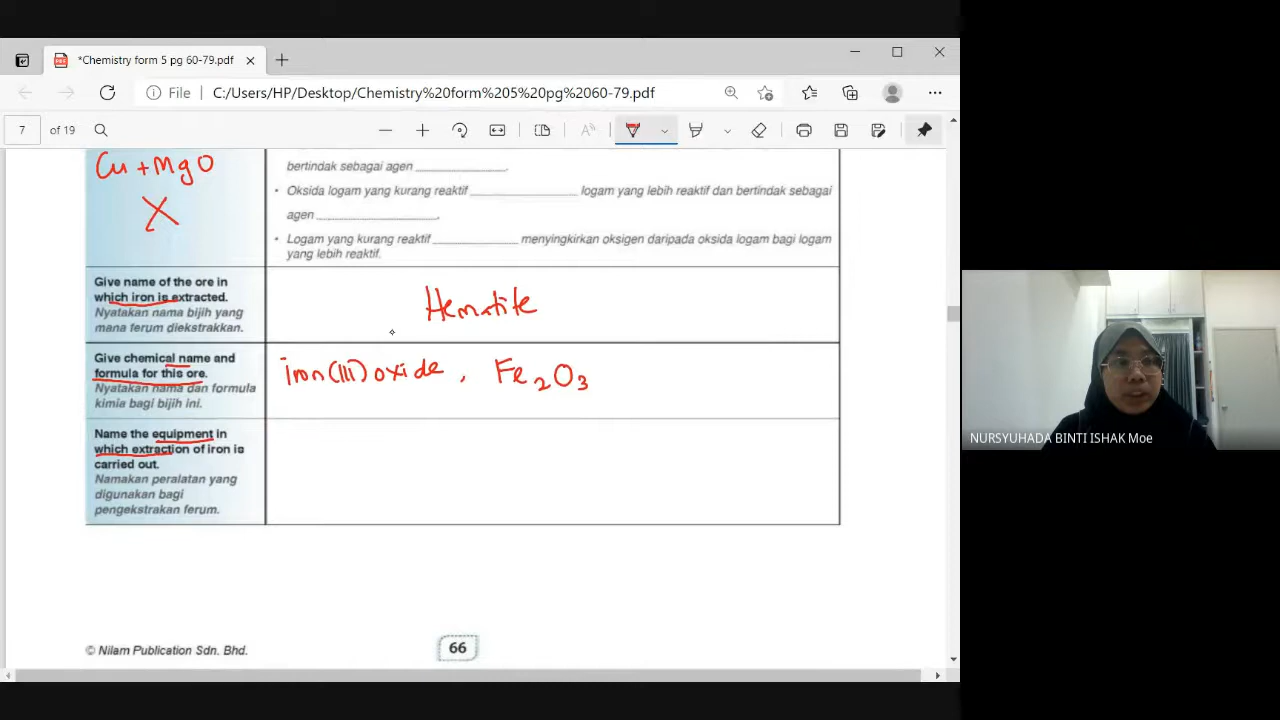 *Chemistry form 5 pg 60-79.pdf
File
C:/Users/HP/Desktop/Chemistry%20form%205%20pg%2060-79.pdf
7 of 19
Cu + MgO
X
bertindak sebagai agen ____________.
• Oksida logam yang kurang reaktif ____________ logam yang lebih reaktif dan bertindak sebagai
agen ____________.
• Logam yang kurang reaktif ____________ menyingkirkan oksigen daripada oksida logam bagi logam
yang lebih reaktif.
Give name of the ore in
which iron is extracted.
Nyatakan nama bijih yang
mana ferum diekstrakkan.
Hematite
Give chemical name and
formula for this ore.
Nyatakan nama dan formula
kimia bagi bijih ini.
iron(III) oxide, Fe2O3
Name the equipment in
which extraction of iron is
carried out.
Namakan peralatan yang
digunakan bagi
pengekstrakan ferum.
© Nilam Publication Sdn. Bhd.
66
NURSYUHADA BINTI ISHAK Moe